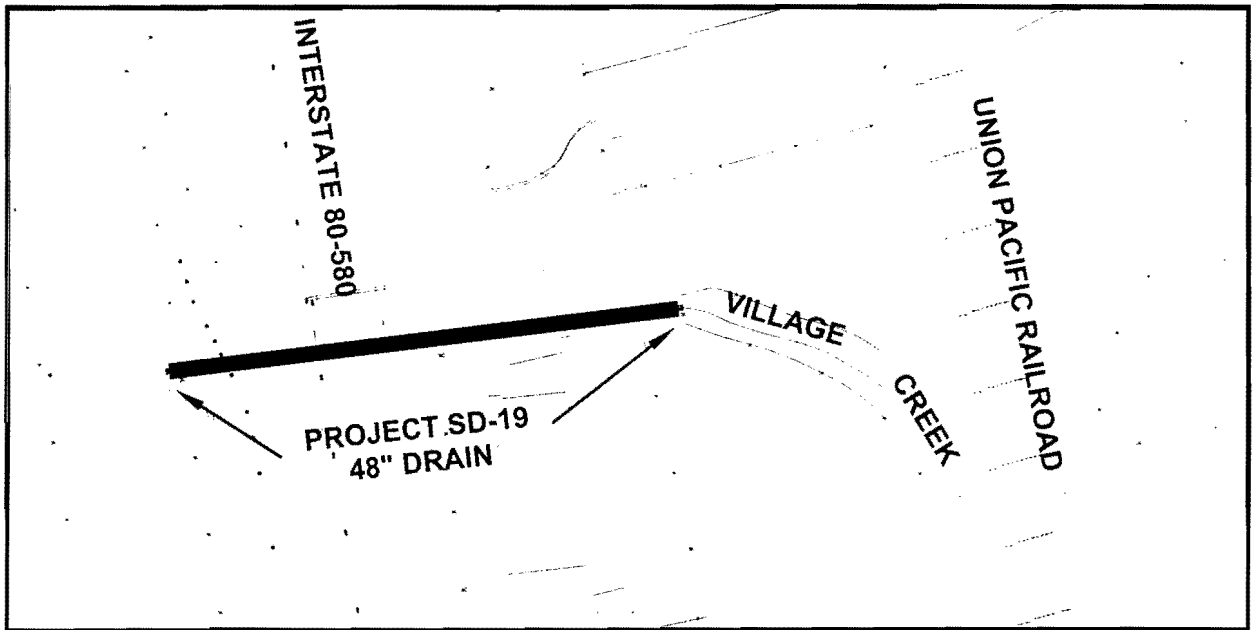 INTERSTATE 80-580
UNION PACIFIC RAILROAD
VILLAGE
CREEK
PROJECT SD-19
48" DRAIN